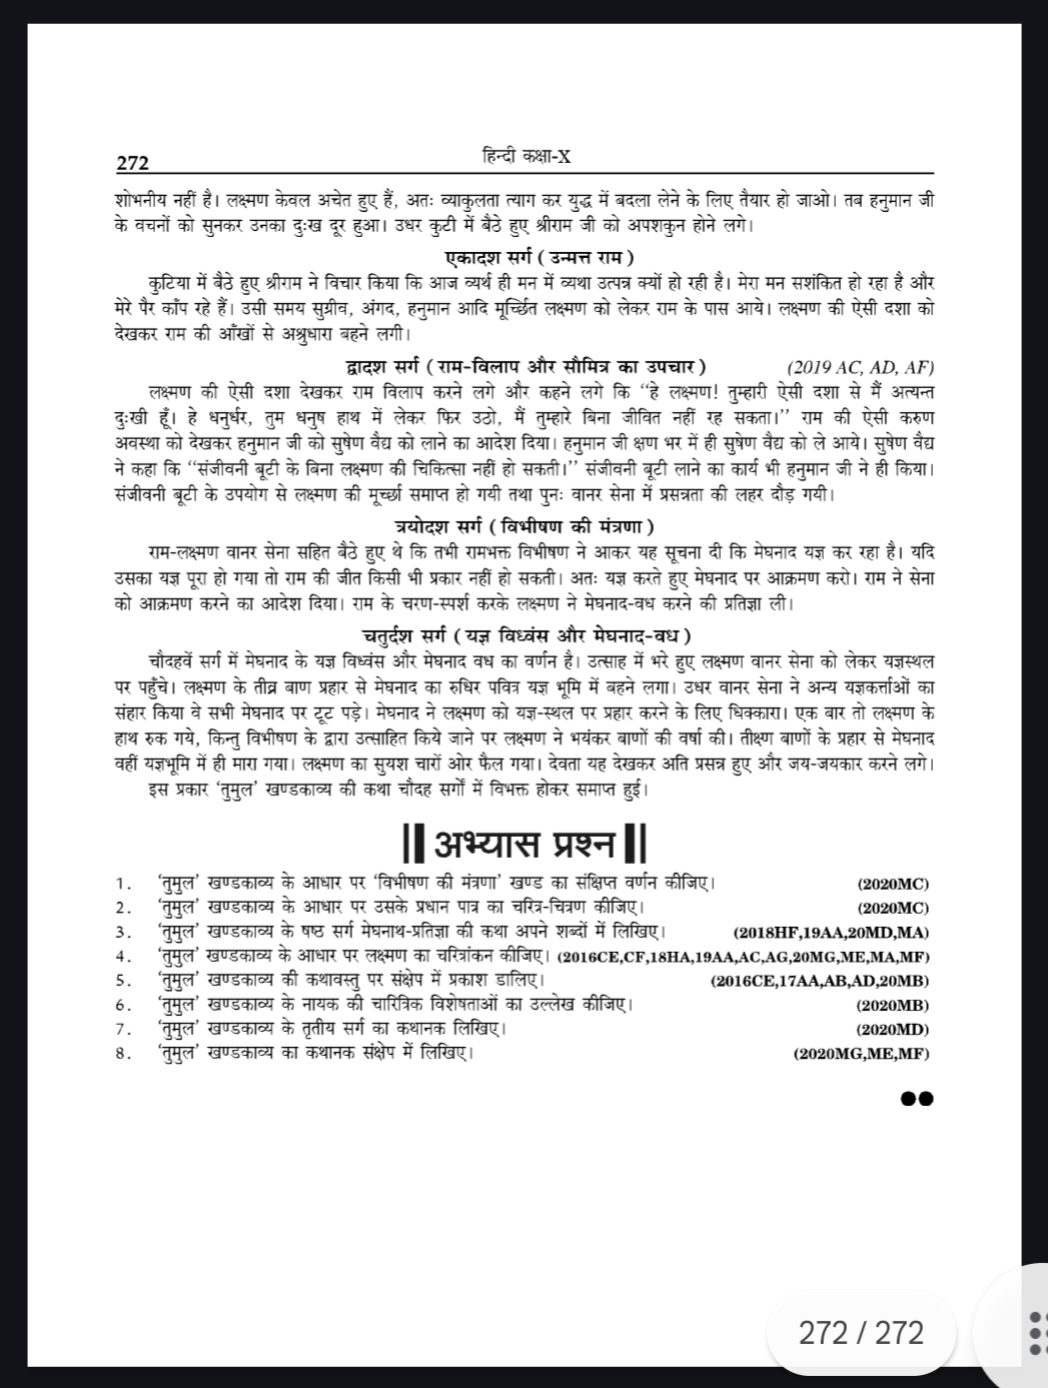 272
हिन्दी कक्षा-X
शोभनीय नहीं है। लक्ष्मण केवल अचेत हुए हैं, अतः व्याकुलता त्याग कर युद्ध में बदला लेने के लिए तैयार हो जाओ। तब हनुमान जी
के वचनों को सुनकर उनका दुःख दूर हुआ। उधर कुटी में बैठे हुए श्रीराम जी को अपशकुन होने लगे।
एकादश सर्ग ( उन्मत्त राम )
कुटिया में बैठे हुए श्रीराम ने विचार किया कि आज व्यर्थ ही मन में व्यथा उत्पन्न क्यों हो रही है। मेरा मन सशंकित हो रहा है और
मेरे पैर काँप रहे हैं। उसी समय सुग्रीव, अंगद, हनुमान आदि मूर्च्छित लक्ष्मण को लेकर राम के पास आये। लक्ष्मण की ऐसी दशा को
देखकर राम की आँखों से अश्रुधारा बहने लगी।
द्वादश सर्ग ( राम-विलाप और सौमित्र का उपचार ) (2019 AC, AD, AF)
लक्ष्मण की ऐसी दशा देखकर राम विलाप करने लगे और कहने लगे कि ‘‘हे लक्ष्मण! तुम्हारी ऐसी दशा से मैं अत्यन्त
दुःखी हूँ। हे धनुर्धर, तुम धनुष हाथ में लेकर फिर उठो, मैं तुम्हारे बिना जीवित नहीं रह सकता।’’ राम की ऐसी करुण
अवस्था को देखकर हनुमान जी को सुषेण वैद्य को लाने का आदेश दिया। हनुमान जी क्षण भर में ही सुषेण वैद्य को ले आये। सुषेण वैद्य
ने कहा कि ‘‘संजीवनी बूटी के बिना लक्ष्मण की चिकित्सा नहीं हो सकती।’’ संजीवनी बूटी लाने का कार्य भी हनुमान जी ने ही किया।
संजीवनी बूटी के उपयोग से लक्ष्मण की मूर्च्छा समाप्त हो गयी तथा पुनः वानर सेना में प्रसन्नता की लहर दौड़ गयी।
त्रयोदश सर्ग ( विभीषण की मंत्रणा )
राम-लक्ष्मण वानर सेना सहित बैठे हुए थे कि तभी रामभक्त विभीषण ने आकर यह सूचना दी कि मेघनाद यज्ञ कर रहा है। यदि
उसका यज्ञ पूरा हो गया तो राम की जीत किसी भी प्रकार नहीं हो सकती। अतः यज्ञ करते हुए मेघनाद पर आक्रमण करो। राम ने सेना
को आक्रमण करने का आदेश दिया। राम के चरण-स्पर्श करके लक्ष्मण ने मेघनाद-वध करने की प्रतिज्ञा ली।
चतुर्दश सर्ग ( यज्ञ विध्वंस और मेघनाद-वध )
चौदहवें सर्ग में मेघनाद के यज्ञ विध्वंस और मेघनाद वध का वर्णन है। उत्साह में भरे हुए लक्ष्मण वानर सेना को लेकर यज्ञस्थल
पर पहुँचे। लक्ष्मण के तीव्र बाण प्रहार से मेघनाद का रुधिर पवित्र यज्ञ भूमि में बहने लगा। उधर वानर सेना ने अन्य यज्ञकर्त्ताओं का
संहार किया वे सभी मेघनाद पर टूट पड़े। मेघनाद ने लक्ष्मण को यज्ञ-स्थल पर प्रहार करने के लिए धिक्कारा। एक बार तो लक्ष्मण के
हाथ रुक गये, किन्तु विभीषण के द्वारा उत्साहित किये जाने पर लक्ष्मण ने भयंकर बाणों की वर्षा की। तीक्ष्ण बाणों के प्रहार से मेघनाद
वहीं यज्ञभूमि में ही मारा गया। लक्ष्मण का सुयश चारों ओर फैल गया। देवता यह देखकर अति प्रसन्न हुए और जय-जयकार करने लगे।
इस प्रकार ‘तुमुल’ खण्डकाव्य की कथा चौदह सर्गों में विभक्त होकर समाप्त हुई।
अभ्यास प्रश्न
1. ‘तुमुल’ खण्डकाव्य के आधार पर ‘विभीषण की मंत्रणा’ खण्ड का संक्षिप्त वर्णन कीजिए। (2020MC)
2. ‘तुमुल’ खण्डकाव्य के आधार पर उसके प्रधान पात्र का चरित्र-चित्रण कीजिए। (2020MC)
3. ‘तुमुल’ खण्डकाव्य के षष्ठ सर्ग मेघनाथ-प्रतिज्ञा की कथा अपने शब्दों में लिखिए। (2018HF,19AA,20MD,MA)
4. ‘तुमुल’ खण्डकाव्य के आधार पर लक्ष्मण का चरित्रांकन कीजिए। (2016CE,CF,18HA,19AA,AC,AG,20MG,ME,MA,MF)
5. ‘तुमुल’ खण्डकाव्य की कथावस्तु पर संक्षेप में प्रकाश डालिए। (2016CE,17AA,AB,AD,20MB)
6. ‘तुमुल’ खण्डकाव्य के नायक की चारित्रिक विशेषताओं का उल्लेख कीजिए। (2020MB)
7. ‘तुमुल’ खण्डकाव्य के तृतीय सर्ग का कथानक लिखिए। (2020MD)
8. ‘तुमुल’ खण्डकाव्य का कथानक संक्षेप में लिखिए। (2020MG,ME,MF)
272 / 272